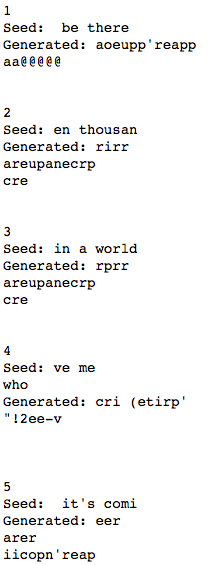 1
Seed:  be there
Generated: aoeupp'reapp
aa@@@@@
2
Seed: en thousan
Generated: rirr
areupanecrp
cre
3
Seed: in a world
Generated: rprr
areupanecrp
cre
4
Seed: ve me
who
Generated: cri (etirp'
"!2ee-v
5
Seed:  it's comi
Generated: eer
arer
iicopn'reap